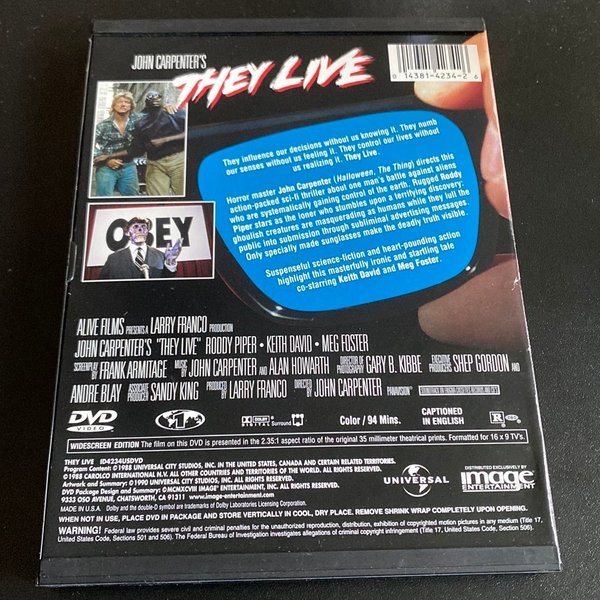 JOHN CARPENTER'S
THEY LIVE
0 14381-4234-2 6
They influence our decisions without us knowing it. They numb
our senses without us feeling it. They control our lives without
us realizing it. They Live.
Horror master John Carpenter (Halloween, The Thing) directs this
action-packed sci-fi thriller about one man's battle against aliens
who are systematically gaining control of the earth. Rugged Roddy
Piper stars as the loner who stumbles upon a terrifying discovery:
ghoulish creatures are masquerading as humans while they lull the
public into submission through subliminal advertising messages.
Only specially made sunglasses make the deadly truth visible.
Suspenseful science-fiction and heart-pounding action
highlight this masterfully ironic and startling tale
co-starring Keith David and Meg Foster.
OBEY
ALIVE FILMS PRESENTS A LARRY FRANCO PRODUCTION
JOHN CARPENTER'S "THEY LIVE" RODDY PIPER • KEITH DAVID • MEG FOSTER
SCREENPLAY BY FRANK ARMITAGE MUSIC BY JOHN CARPENTER AND ALAN HOWARTH DIRECTOR OF PHOTOGRAPHY GARY B. KIBBE EXECUTIVE PRODUCERS SHEP GORDON AND
ANDRE BLAY ASSOCIATE PRODUCER SANDY KING PRODUCED BY LARRY FRANCO DIRECTED BY JOHN CARPENTER PANAVISION
DVD VIDEO
DOLBY SURROUND
DIGITAL
Color / 94 Mins.
CAPTIONED
IN ENGLISH
R
WIDESCREEN EDITION The film on this DVD is presented in the 2.35:1 aspect ratio of the original 35 millimeter theatrical prints. Formatted for 16 x 9 TV's.
THEY LIVE ID4234USDVD
Program Content: ©1988 UNIVERSAL CITY STUDIOS, INC. IN THE UNITED STATES, CANADA AND CERTAIN RELATED TERRITORIES.
©1988 CAROLCO INTERNATIONAL N.V. ALL OTHER COUNTRIES AND TERRITORIES OF THE WORLD. ALL RIGHTS RESERVED.
Artwork and Summary: ©1990 UNIVERSAL CITY STUDIOS, INC. ALL RIGHTS RESERVED.
DVD Package Design and Summary: ©MCMXCVII IMAGE ENTERTAINMENT, INC. ALL RIGHTS RESERVED.
9333 OSO AVENUE, CHATSWORTH, CA 91311 www.image-entertainment.com
MADE IN U.S.A. Dolby and the double-D symbol are trademarks of Dolby Laboratories Licensing Corporation.
UNIVERSAL
DISTRIBUTED EXCLUSIVELY BY
image
ENTERTAINMENT
WHEN NOT IN USE, PLACE DVD IN PACKAGE AND STORE VERTICALLY IN COOL, DRY PLACE. REMOVE SHRINK WRAP COMPLETELY UPON OPENING.
WARNING! Federal law provides severe civil and criminal penalties for the unauthorized reproduction, distribution, exhibition of copyrighted motion pictures in any medium (Title 17,
United States Code, Sections 501 and 506). The Federal Bureau of Investigation investigates allegations of criminal copyright infringement (Title 17, United States Code, Section 506).